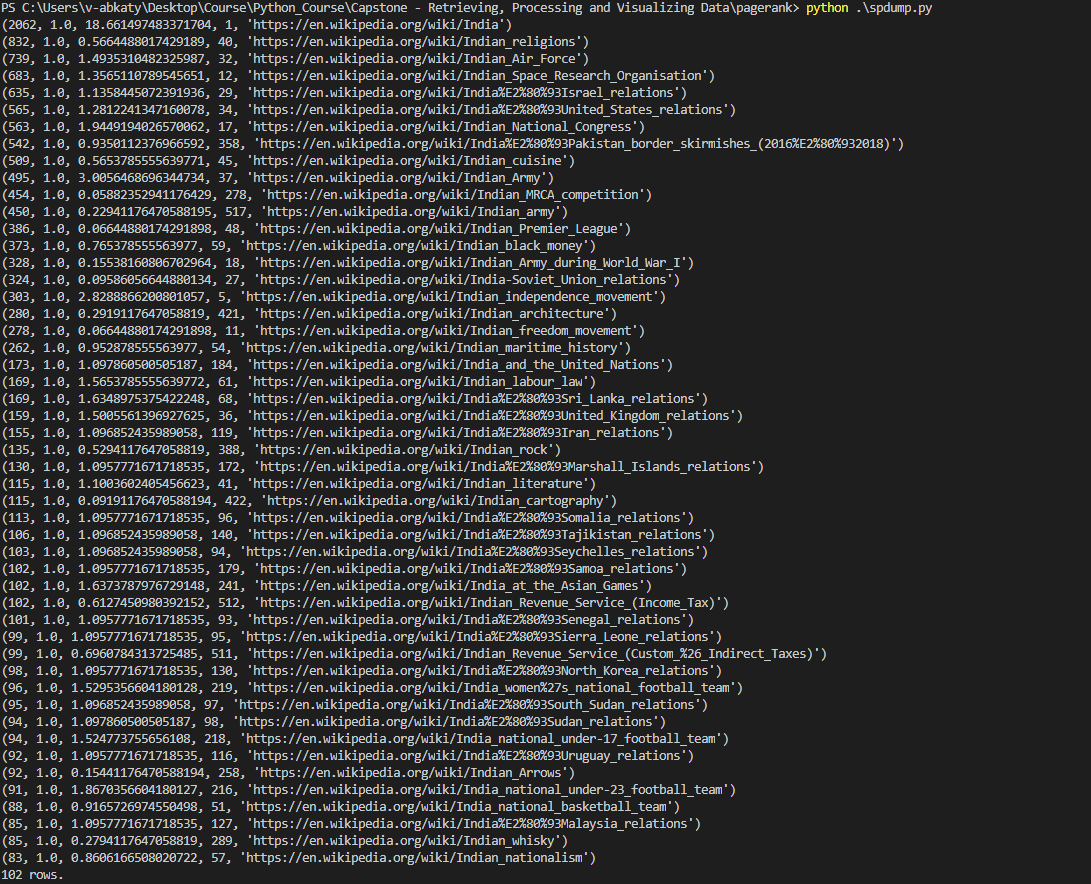 PS C:\Users\v-abkaty\Desktop\Course\Python_Course\Capstone - Retrieving, Processing and Visualizing Data\pagerank> python .\spdump.py
(2062, 1.0, 18.661497483371704, 1, 'https://en.wikipedia.org/wiki/India')
(832, 1.0, 0.5664488017429189, 40, 'https://en.wikipedia.org/wiki/Indian_religions')
(739, 1.0, 1.4935310482325987, 32, 'https://en.wikipedia.org/wiki/Indian_Air_Force')
(683, 1.0, 1.3565110789545651, 12, 'https://en.wikipedia.org/wiki/Indian_Space_Research_Organisation')
(635, 1.0, 1.1358445072391936, 29, 'https://en.wikipedia.org/wiki/India%E2%80%93Israel_relations')
(565, 1.0, 1.2812241347160078, 34, 'https://en.wikipedia.org/wiki/India%E2%80%93United_States_relations')
(563, 1.0, 1.9449194026570062, 17, 'https://en.wikipedia.org/wiki/Indian_National_Congress')
(542, 1.0, 0.9350112376966592, 358, 'https://en.wikipedia.org/wiki/India%E2%80%93Pakistan_border_skirmishes_(2016%E2%80%932018)')
(509, 1.0, 0.5653785555639771, 45, 'https://en.wikipedia.org/wiki/Indian_cuisine')
(495, 1.0, 3.0056468696344734, 37, 'https://en.wikipedia.org/wiki/Indian_Army')
(454, 1.0, 0.05882352941176429, 278, 'https://en.wikipedia.org/wiki/Indian_MRCA_competition')
(450, 1.0, 0.22941176470588195, 517, 'https://en.wikipedia.org/wiki/Indian_army')
(386, 1.0, 0.06644880174291898, 48, 'https://en.wikipedia.org/wiki/Indian_Premier_League')
(373, 1.0, 0.765378555563977, 59, 'https://en.wikipedia.org/wiki/Indian_black_money')
(328, 1.0, 0.15538160806702964, 18, 'https://en.wikipedia.org/wiki/Indian_Army_during_World_War_I')
(324, 1.0, 0.09586056644880134, 27, 'https://en.wikipedia.org/wiki/India-Soviet_Union_relations')
(303, 1.0, 2.8288866200801057, 5, 'https://en.wikipedia.org/wiki/Indian_independence_movement')
(280, 1.0, 0.2919117647058819, 421, 'https://en.wikipedia.org/wiki/Indian_architecture')
(278, 1.0, 0.06644880174291898, 11, 'https://en.wikipedia.org/wiki/Indian_freedom_movement')
(262, 1.0, 0.952878555563977, 54, 'https://en.wikipedia.org/wiki/Indian_maritime_history')
(173, 1.0, 1.097860500505187, 184, 'https://en.wikipedia.org/wiki/India_and_the_United_Nations')
(169, 1.0, 1.5653785555639772, 61, 'https://en.wikipedia.org/wiki/Indian_labour_law')
(169, 1.0, 1.6348975375422248, 68, 'https://en.wikipedia.org/wiki/India%E2%80%93Sri_Lanka_relations')
(159, 1.0, 1.5005561396927625, 36, 'https://en.wikipedia.org/wiki/India%E2%80%93United_Kingdom_relations')
(155, 1.0, 1.096852435989058, 119, 'https://en.wikipedia.org/wiki/India%E2%80%93Iran_relations')
(135, 1.0, 0.5294117647058819, 388, 'https://en.wikipedia.org/wiki/Indian_rock')
(130, 1.0, 1.0957771671718535, 172, 'https://en.wikipedia.org/wiki/India%E2%80%93Marshall_Islands_relations')
(115, 1.0, 1.1003602405456623, 41, 'https://en.wikipedia.org/wiki/Indian_literature')
(115, 1.0, 0.09191176470588194, 422, 'https://en.wikipedia.org/wiki/Indian_cartography')
(113, 1.0, 1.0957771671718535, 96, 'https://en.wikipedia.org/wiki/India%E2%80%93Somalia_relations')
(106, 1.0, 1.096852435989058, 140, 'https://en.wikipedia.org/wiki/India%E2%80%93Tajikistan_relations')
(103, 1.0, 1.096852435989058, 94, 'https://en.wikipedia.org/wiki/India%E2%80%93Seychelles_relations')
(102, 1.0, 1.0957771671718535, 179, 'https://en.wikipedia.org/wiki/India%E2%80%93Samoa_relations')
(102, 1.0, 1.6373787976729148, 241, 'https://en.wikipedia.org/wiki/India_at_the_Asian_Games')
(102, 1.0, 0.6127450980392152, 512, 'https://en.wikipedia.org/wiki/Indian_Revenue_Service_(Income_Tax)')
(101, 1.0, 1.0957771671718535, 93, 'https://en.wikipedia.org/wiki/India%E2%80%93Senegal_relations')
(99, 1.0, 1.0957771671718535, 95, 'https://en.wikipedia.org/wiki/India%E2%80%93Sierra_Leone_relations')
(99, 1.0, 0.6960784313725485, 511, 'https://en.wikipedia.org/wiki/Indian_Revenue_Service_(Custom_%26_Indirect_Taxes)')
(98, 1.0, 1.0957771671718535, 130, 'https://en.wikipedia.org/wiki/India%E2%80%93North_Korea_relations')
(96, 1.0, 1.5295356604180128, 219, 'https://en.wikipedia.org/wiki/India_women%27s_national_football_team')
(95, 1.0, 1.096852435989058, 97, 'https://en.wikipedia.org/wiki/India%E2%80%93South_Sudan_relations')
(94, 1.0, 1.097860500505187, 98, 'https://en.wikipedia.org/wiki/India%E2%80%93Sudan_relations')
(94, 1.0, 1.524773755656108, 218, 'https://en.wikipedia.org/wiki/India_national_under-17_football_team')
(92, 1.0, 1.0957771671718535, 116, 'https://en.wikipedia.org/wiki/India%E2%80%93Uruguay_relations')
(92, 1.0, 0.15441176470588194, 258, 'https://en.wikipedia.org/wiki/Indian_Arrows')
(91, 1.0, 1.8670356604180127, 216, 'https://en.wikipedia.org/wiki/India_national_under-23_football_team')
(88, 1.0, 0.9165726974550498, 51, 'https://en.wikipedia.org/wiki/India_national_basketball_team')
(85, 1.0, 1.0957771671718535, 127, 'https://en.wikipedia.org/wiki/India%E2%80%93Malaysia_relations')
(85, 1.0, 0.2794117647058819, 289, 'https://en.wikipedia.org/wiki/Indian_whisky')
(83, 1.0, 0.8606166508020722, 57, 'https://en.wikipedia.org/wiki/Indian_nationalism')
102 rows.